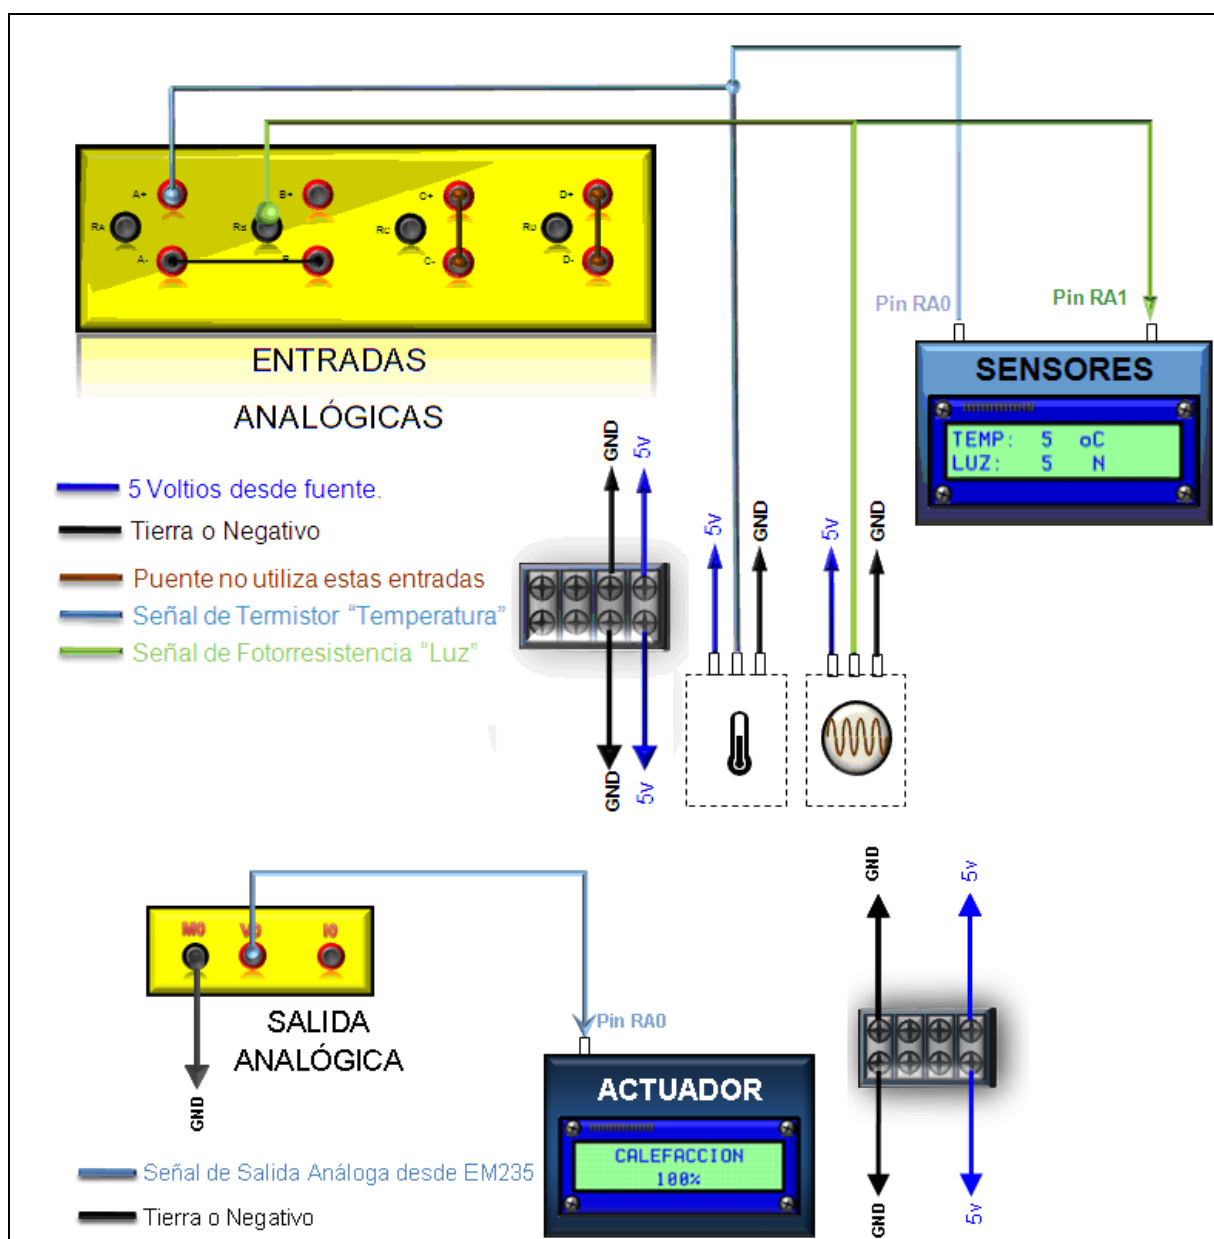 A+
B+
C+
D+
RA
RB
RC
RD
A-
B
C-
D-
Pin RA0
Pin RA1
ENTRADAS
ANALÓGICAS
SENSORES
TEMP: 5 oC
LUZ: 5 N
5 Voltios desde fuente.
Tierra o Negativo
Puente no utiliza estas entradas
Señal de Termistor “Temperatura”
Señal de Fotorresistencia “Luz”
GND
5v
5v
GND
5v
GND
GND
5v
M0
V0
I0
SALIDA
ANALÓGICA
GND
Pin RA0
ACTUADOR
CALEFACCION
100%
GND
5v
GND
5v
Señal de Salida Análoga desde EM235
Tierra o Negativo